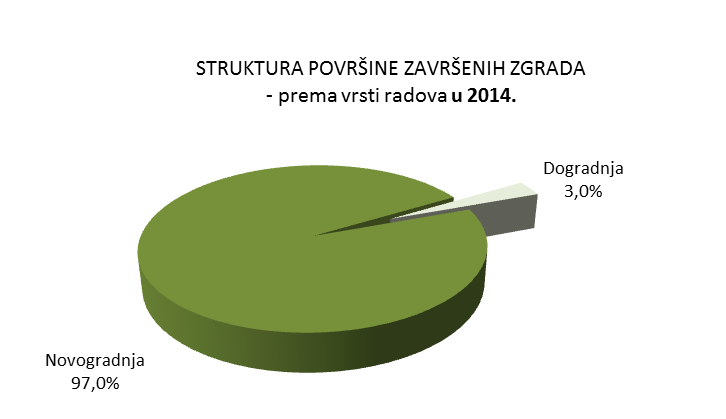 STRUKTURA POVRŠINE ZAVRŠENIH ZGRADA
- prema vrsti radova u 2014.
Dogradnja
3,0%
Novogradnja
97,0%